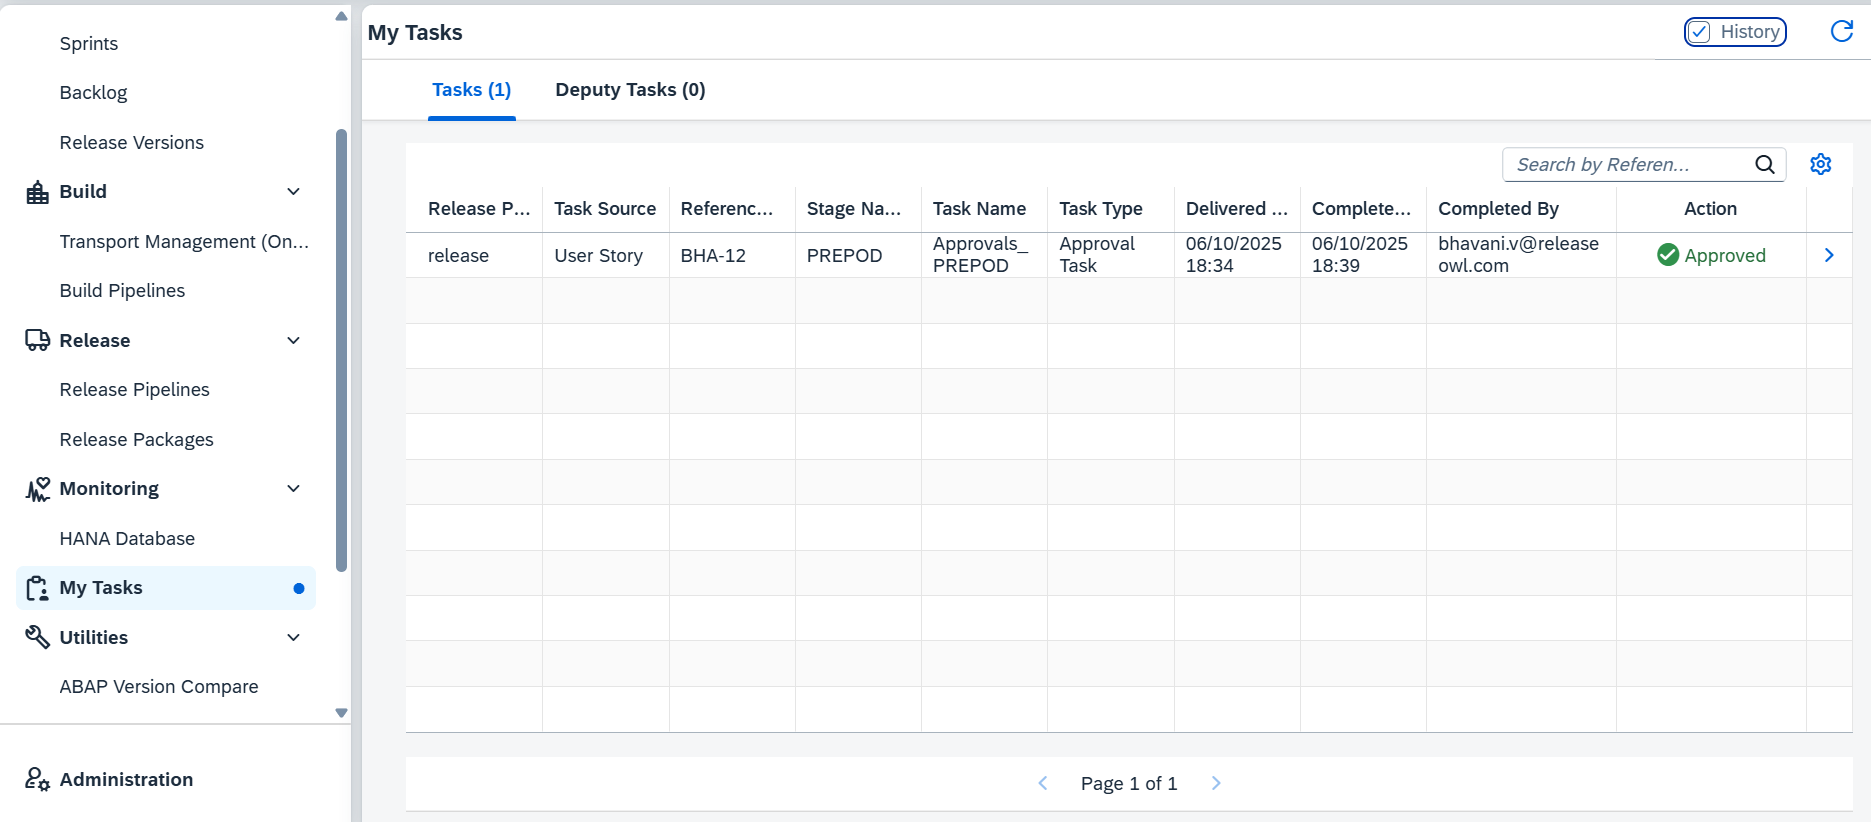 Sprints
Backlog
Release Versions
Build
Transport Management (On...
Build Pipelines
Release
Release Pipelines
Release Packages
Monitoring
HANA Database
My Tasks
Utilities
ABAP Version Compare
Administration
My Tasks
History
Tasks (1)
Deputy Tasks (0)
Search by Referen...
Release P...
Task Source
Referenc...
Stage Na...
Task Name
Task Type
Delivered ...
Complete...
Completed By
Action
release
User Story
BHA-12
PREPOD
Approvals_
PREPOD
Approval
Task
06/10/2025
18:34
06/10/2025
18:39
bhavani.v@release
owl.com
Approved
Page 1 of 1